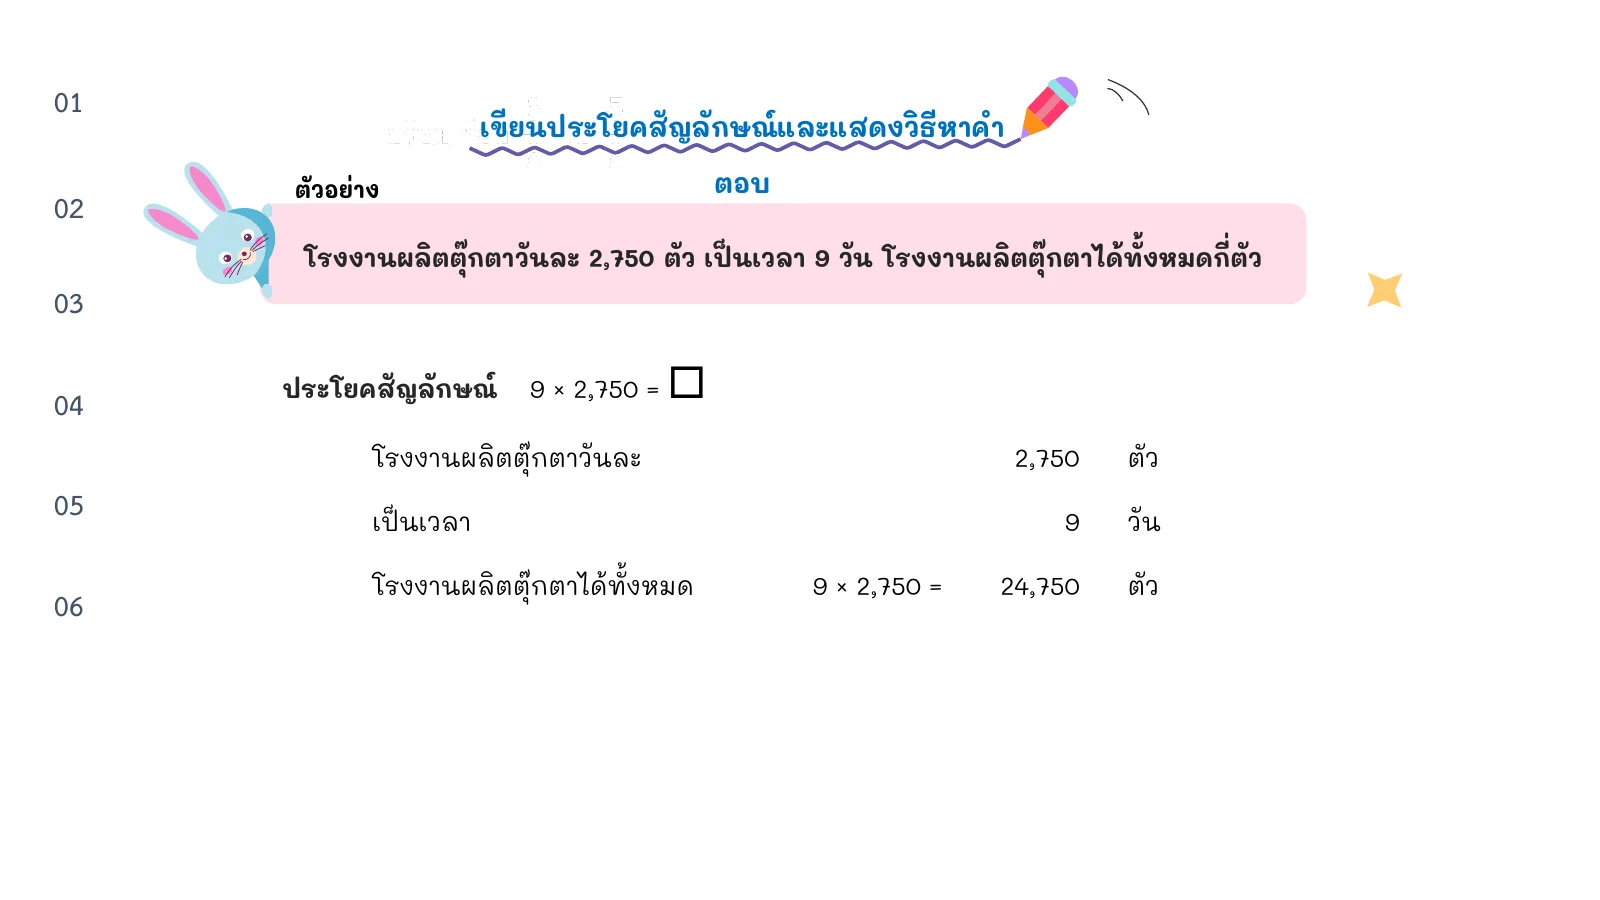 01
เขียนประโยคสัญลักษณ์และแสดงวิธีหาคำ
ตอบ
ตัวอย่าง
02
โรงงานผลิตตุ๊กตาวันละ 2,750 ตัว เป็นเวลา 9 วัน โรงงานผลิตตุ๊กตาได้ทั้งหมดกี่ตัว
03
ประโยคสัญลักษณ์ 9 × 2,750 = □
04
โรงงานผลิตตุ๊กตาวันละ 2,750 ตัว
05
เป็นเวลา 9 วัน
โรงงานผลิตตุ๊กตาได้ทั้งหมด 9 × 2,750 = 24,750 ตัว
06